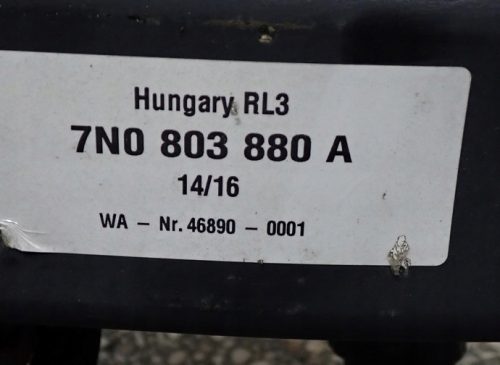 Hungary RL3
7N0 803 880 A
14/16
WA - Nr. 46890 - 0001